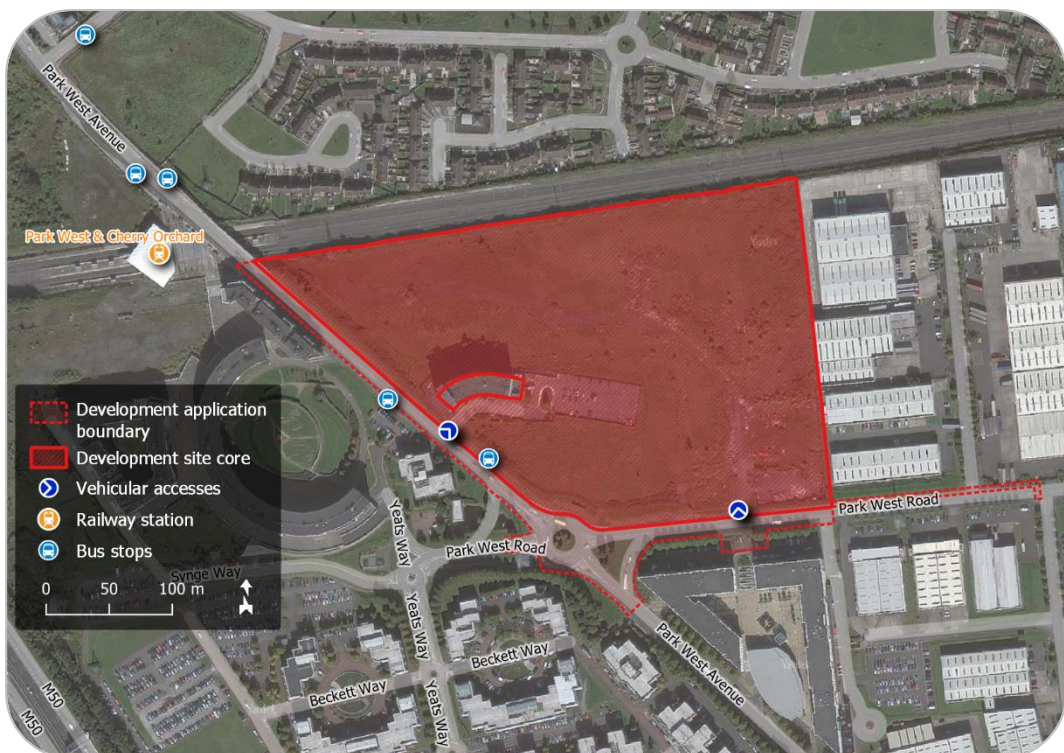 Park West Avenue
Park West & Cherry Orchard
Development application
boundary
Development site core
Vehicular accesses
Railway station
Bus stops
0 50 100 m
Synge Way
Yeats Way
Park West Road
Park West Road
Yeats Way
Beckett Way
Beckett Way
Yeats Way
Park West Avenue
M50
M50